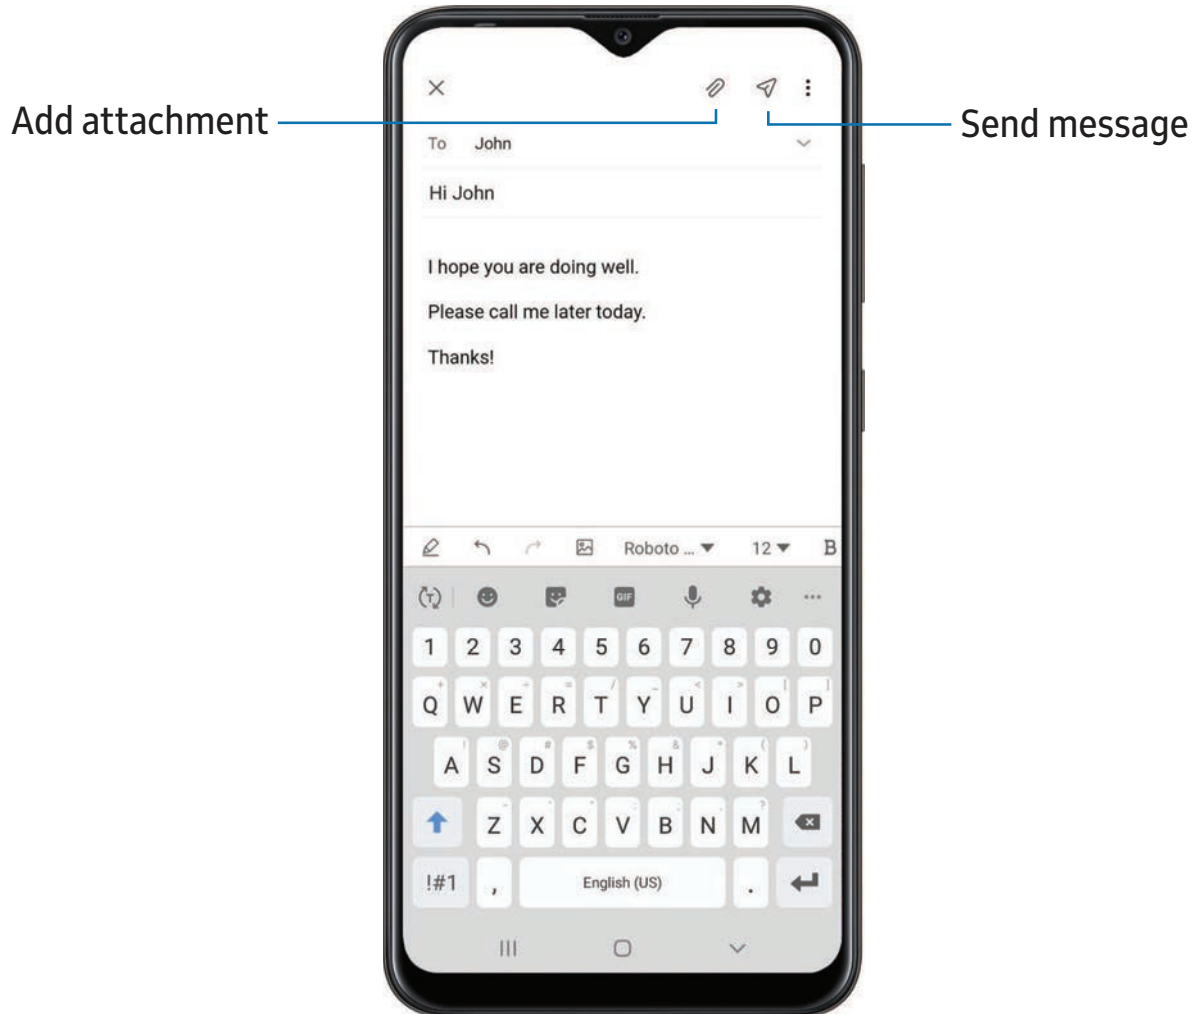 Add attachment
Send message
To John
Hi John
I hope you are doing well.
Please call me later today.
Thanks!
Roboto ... 12 B
T GIF
1 2 3 4 5 6 7 8 9 0
+ × ÷ = / _ < > [ ]
Q W E R T Y U I O P
! @ # $ % & * ( )
A S D F G H J K L
- ' " : ; , ?
Z X C V B N M
!#1 , English (US) .